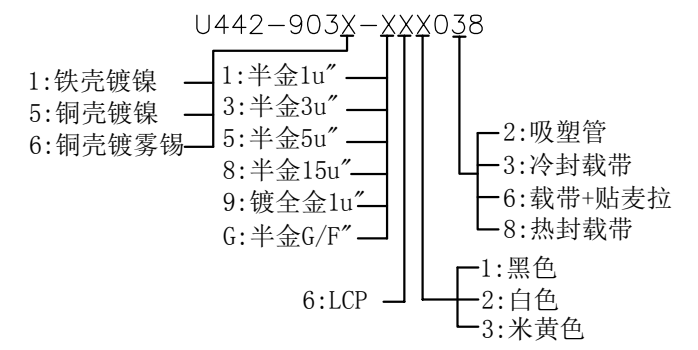 U442-903X-XXX038
1:铁壳镀镍
5:铜壳镀镍
6:铜壳镀雾锡
1:半金1u″
3:半金3u″
5:半金5u″
8:半金15u″
9:镀全金1u″
G:半金G/F″
2:吸塑管
3:冷封载带
6:载带+贴麦拉
8:热封载带
6:LCP
1:黑色
2:白色
3:米黄色